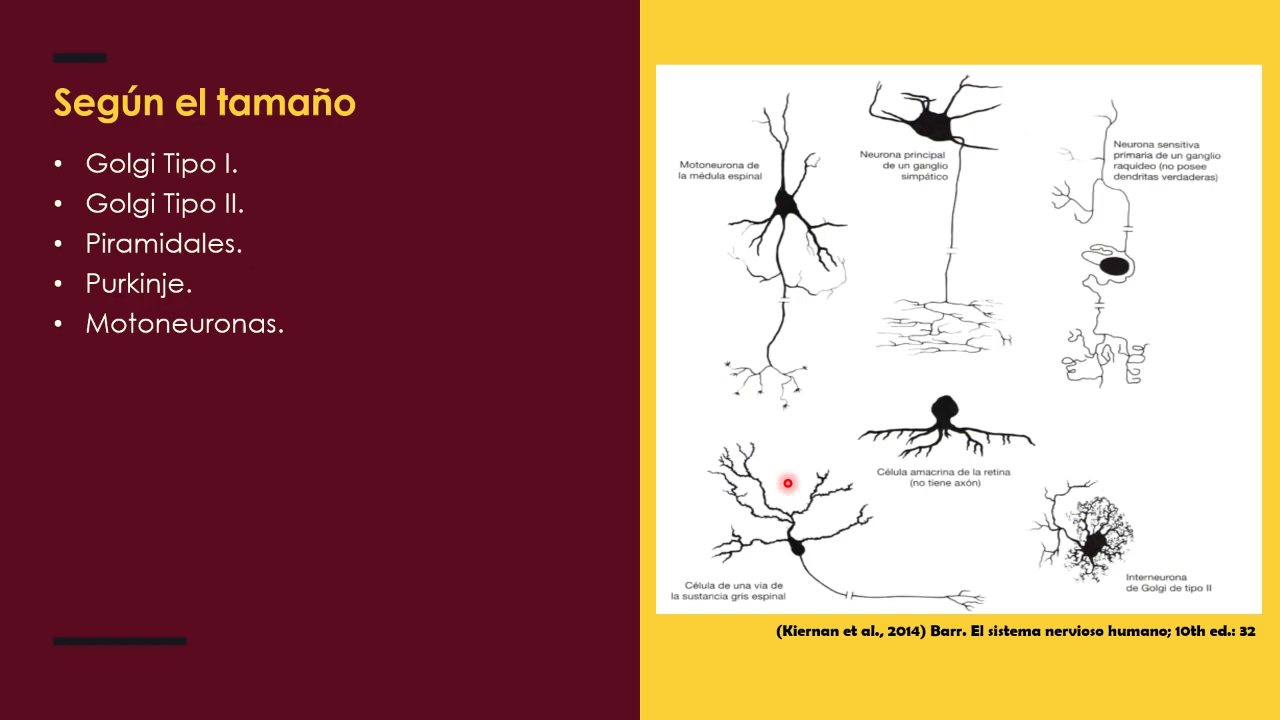 Según el tamaño
• Golgi Tipo I.
• Golgi Tipo II.
• Piramidales.
• Purkinje.
• Motoneuronas.
Motoneurona de
la médula espinal
Neurona principal
de un ganglio
simpático
Neurona sensitiva
primaria de un ganglio
raquídeo (no posee
dendritas verdaderas)
Célula amacrina de la retina
(no tiene axón)
Célula de una vía de
la sustancia gris espinal
Interneurona
de Golgi de tipo II
(Kiernan et al., 2014) Barr. El sistema nervioso humano; 10th ed.: 32